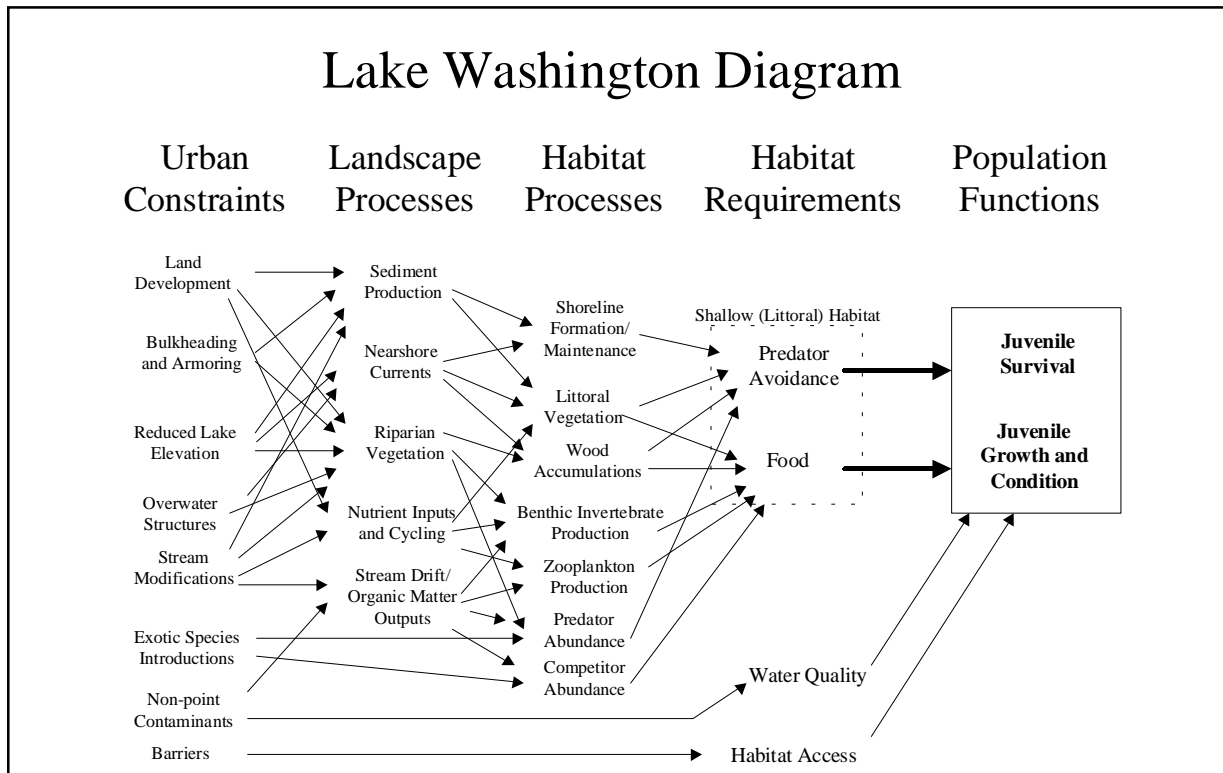 Lake Washington Diagram
Urban
Constraints
Landscape
Processes
Habitat
Processes
Habitat
Requirements
Population
Functions
Land
Development
Bulkheading
and Armoring
Reduced Lake
Elevation
Overwater
Structures
Stream
Modifications
Exotic Species
Introductions
Non-point
Contaminants
Barriers
Sediment
Production
Nearshore
Currents
Riparian
Vegetation
Nutrient Inputs
and Cycling
Stream Drift/
Organic Matter
Outputs
Shoreline
Formation/
Maintenance
Littoral
Vegetation
Wood
Accumulations
Benthic Invertebrate
Production
Zooplankton
Production
Predator
Abundance
Competitor
Abundance
Shallow (Littoral) Habitat
Predator
Avoidance
Food
Water Quality
Habitat Access
Juvenile
Survival
Juvenile
Growth and
Condition